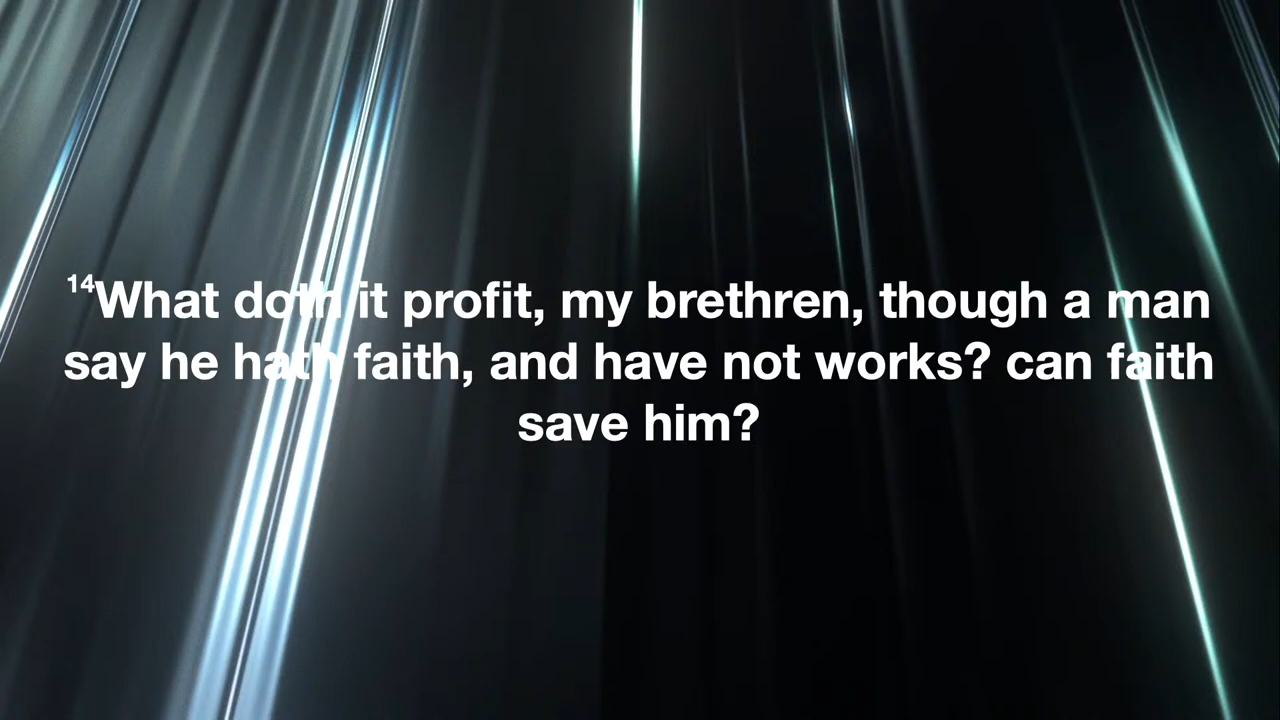 14What doth it profit, my brethren, though a man
say he hath faith, and have not works? can faith
save him?